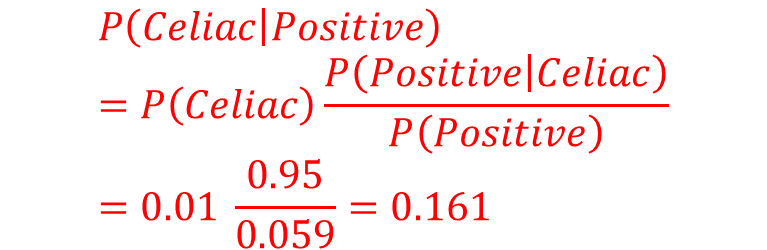 P(Celiac|Positive)
= P(Celiac) P(Positive|Celiac) / P(Positive)
= 0.01 0.95 / 0.059 = 0.161